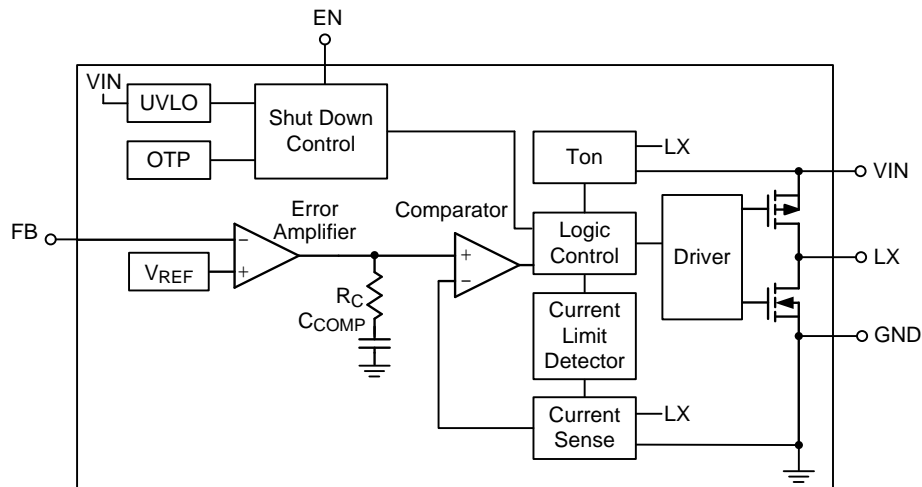 EN
VIN
UVLO
Shut Down
Control
OTP
Ton
LX
VIN
Error
Amplifier
Comparator
FB
−
+
VREF
+
−
Logic
Control
Driver
LX
RC
CCOMP
Current
Limit
Detector
GND
Current
Sense
LX